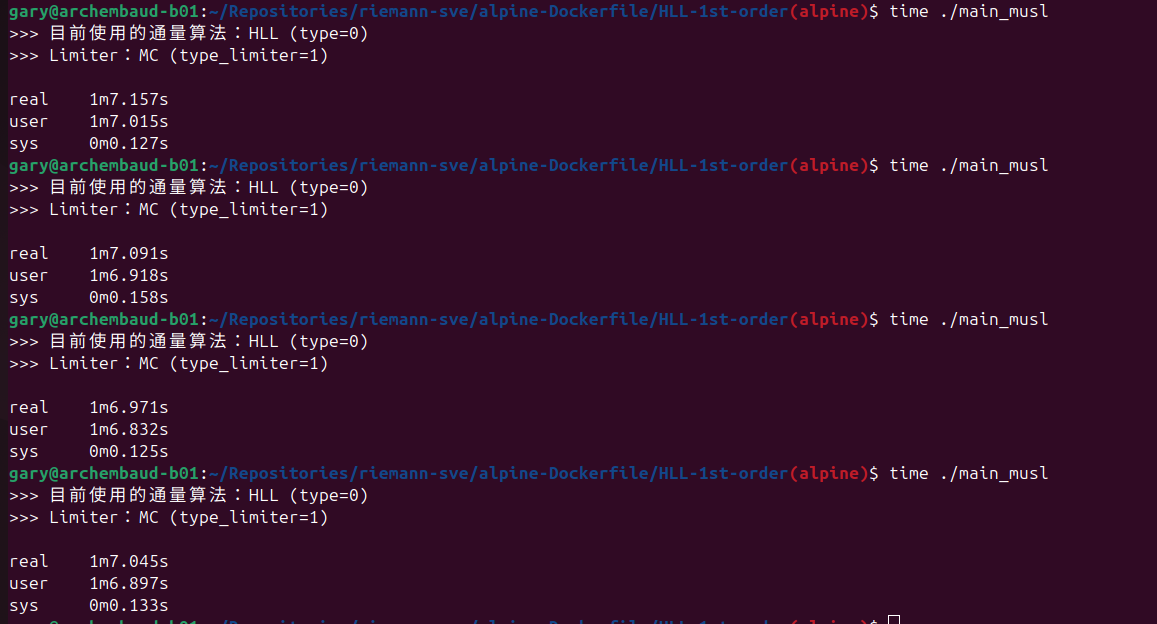 gary@archembaud-b01:~/Repositories/riemann-sve/alpine-Dockerfile/HLL-1st-order(alpine)$ time ./main_musl
>>> 目前使用的通量算法：HLL (type=0)
>>> Limiter：MC (type_limiter=1)
real 1m7.157s
user 1m7.015s
sys 0m0.127s
gary@archembaud-b01:~/Repositories/riemann-sve/alpine-Dockerfile/HLL-1st-order(alpine)$ time ./main_musl
>>> 目前使用的通量算法：HLL (type=0)
>>> Limiter：MC (type_limiter=1)
real 1m7.091s
user 1m6.918s
sys 0m0.158s
gary@archembaud-b01:~/Repositories/riemann-sve/alpine-Dockerfile/HLL-1st-order(alpine)$ time ./main_musl
>>> 目前使用的通量算法：HLL (type=0)
>>> Limiter：MC (type_limiter=1)
real 1m6.971s
user 1m6.832s
sys 0m0.125s
gary@archembaud-b01:~/Repositories/riemann-sve/alpine-Dockerfile/HLL-1st-order(alpine)$ time ./main_musl
>>> 目前使用的通量算法：HLL (type=0)
>>> Limiter：MC (type_limiter=1)
real 1m7.045s
user 1m6.897s
sys 0m0.133s